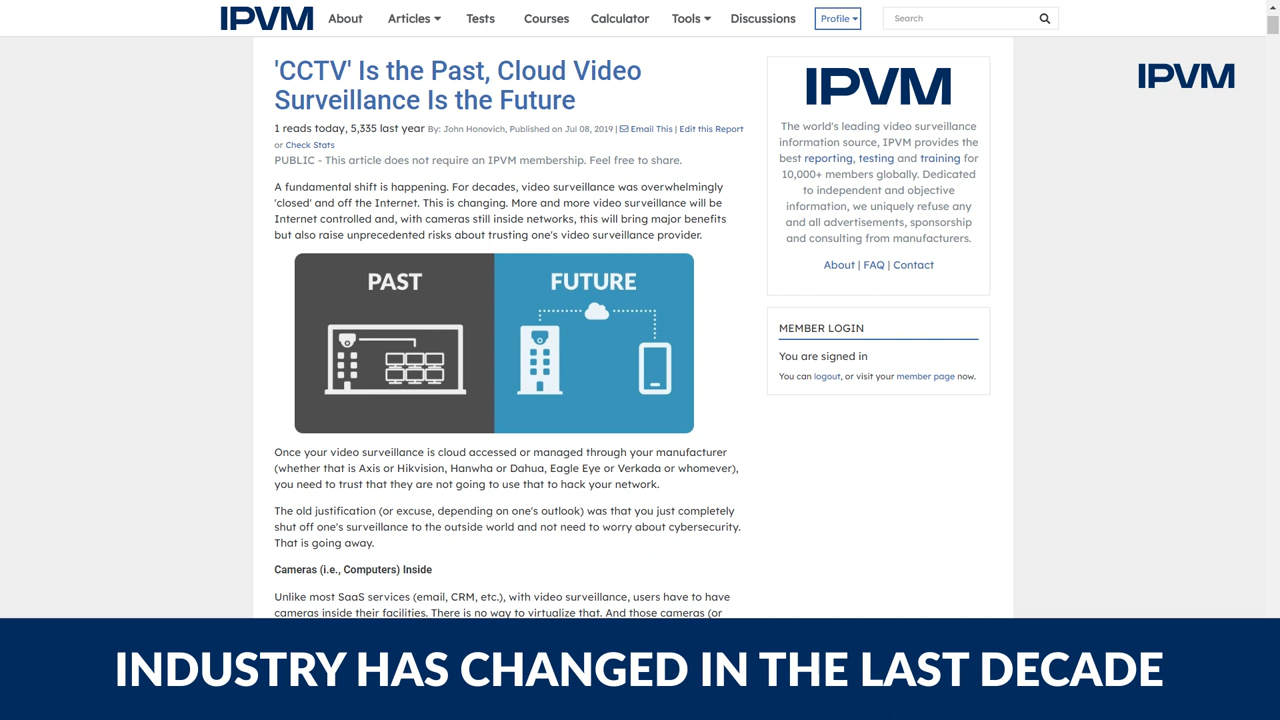 IPVM About Articles Tests Courses Calculator Tools Discussions Profile Search
'CCTV' Is the Past, Cloud Video
Surveillance Is the Future
1 reads today, 5,335 last year By: John Honovich, Published on Jul 08, 2019 | Email This | Edit this Report
or Check Stats
PUBLIC - This article does not require an IPVM membership. Feel free to share.
A fundamental shift is happening. For decades, video surveillance was overwhelmingly
'closed' and off the Internet. This is changing. More and more video surveillance will be
Internet controlled and, with cameras still inside networks, this will bring major benefits
but also raise unprecedented risks about trusting one's video surveillance provider.
PAST FUTURE
Once your video surveillance is cloud accessed or managed through your manufacturer
(whether that is Axis or Hikvision, Hanwha or Dahua, Eagle Eye or Verkada or whomever),
you need to trust that they are not going to use that to hack your network.
The old justification (or excuse, depending on one's outlook) was that you just completely
shut off one's surveillance to the outside world and not need to worry about cybersecurity.
That is going away.
Cameras (i.e., Computers) Inside
Unlike most SaaS services (email, CRM, etc.), with video surveillance, users have to have
cameras inside their facilities. There is no way to virtualize that. And those cameras (or
IPVM
The world's leading video surveillance
information source, IPVM provides the
best reporting, testing and training for
10,000+ members globally. Dedicated
to independent and objective
information, we uniquely refuse any
and all advertisements, sponsorship
and consulting from manufacturers.
About | FAQ | Contact
MEMBER LOGIN
You are signed in
You can logout, or visit your member page now.
IPVM
INDUSTRY HAS CHANGED IN THE LAST DECADE